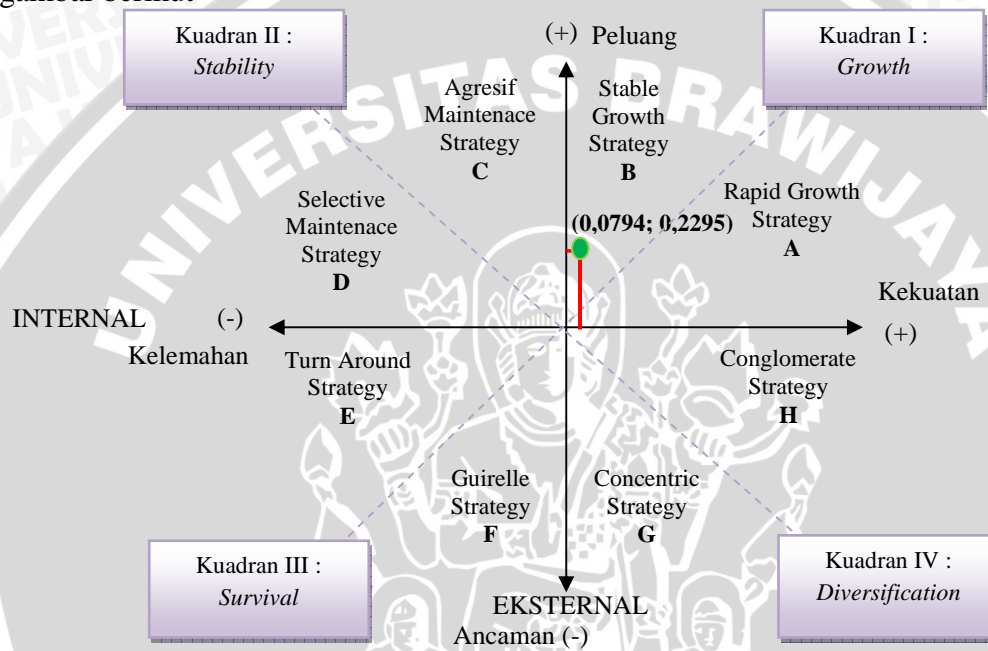 gambar berikut
Kuadran II :
Stability
(+) Peluang
Kuadran I :
Growth
Agresif
Maintenace
Strategy
C
Stable
Growth
Strategy
B
Selective
Maintenace
Strategy
D
(0,0794; 0,2295)
Rapid Growth
Strategy
A
INTERNAL (-)
Kelemahan
Kekuatan
(+)
Turn Around
Strategy
E
Conglomerate
Strategy
H
Guirelle
Strategy
F
Concentric
Strategy
G
Kuadran III :
Survival
Kuadran IV :
Diversification
EKSTERNAL
Ancaman (-)
UNIVERSITAS BRAWIJAYA